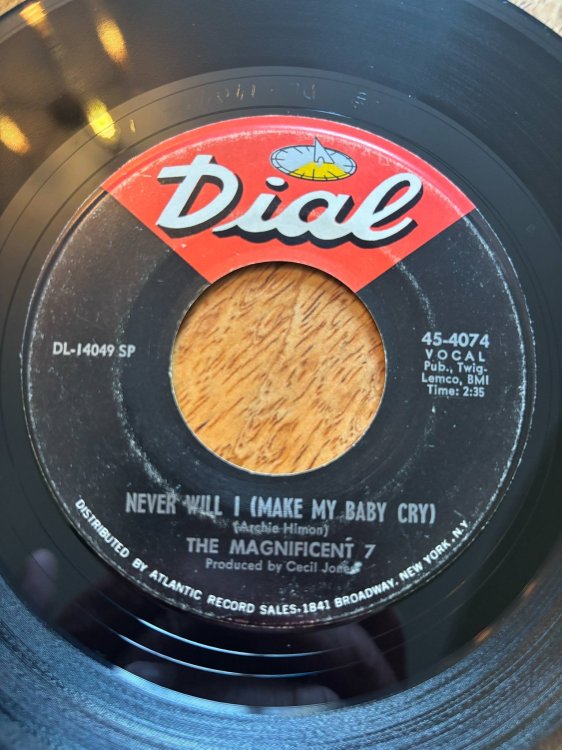 Dial
DL-14049 SP
45-4074
VOCAL
Pub., Twig-
Lemco, BMI
Time: 2:35
NEVER WILL I (MAKE MY BABY CRY)
(Archie Himon)
THE MAGNIFICENT 7
Produced by Cecil Jones
DISTRIBUTED BY ATLANTIC RECORD SALES·1841 BROADWAY, NEW YORK, N.Y.